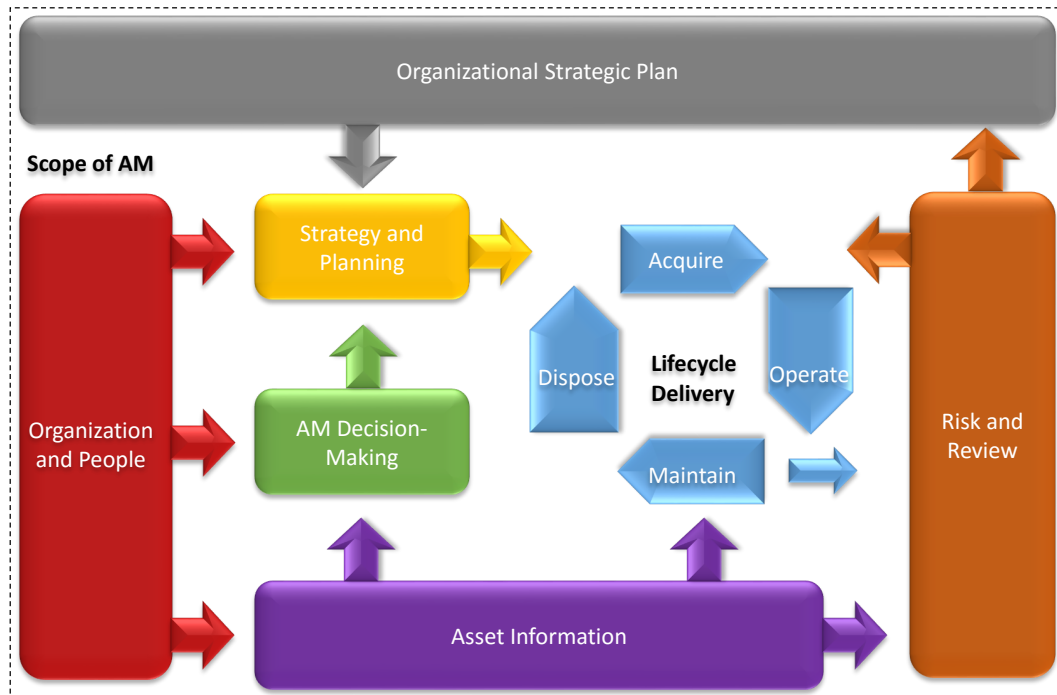 Organizational Strategic Plan
Scope of AM
Strategy and
Planning
Acquire
Dispose
Lifecycle
Delivery
Operate
Organization
and People
AM Decision-
Making
Risk and
Review
Maintain
Asset Information